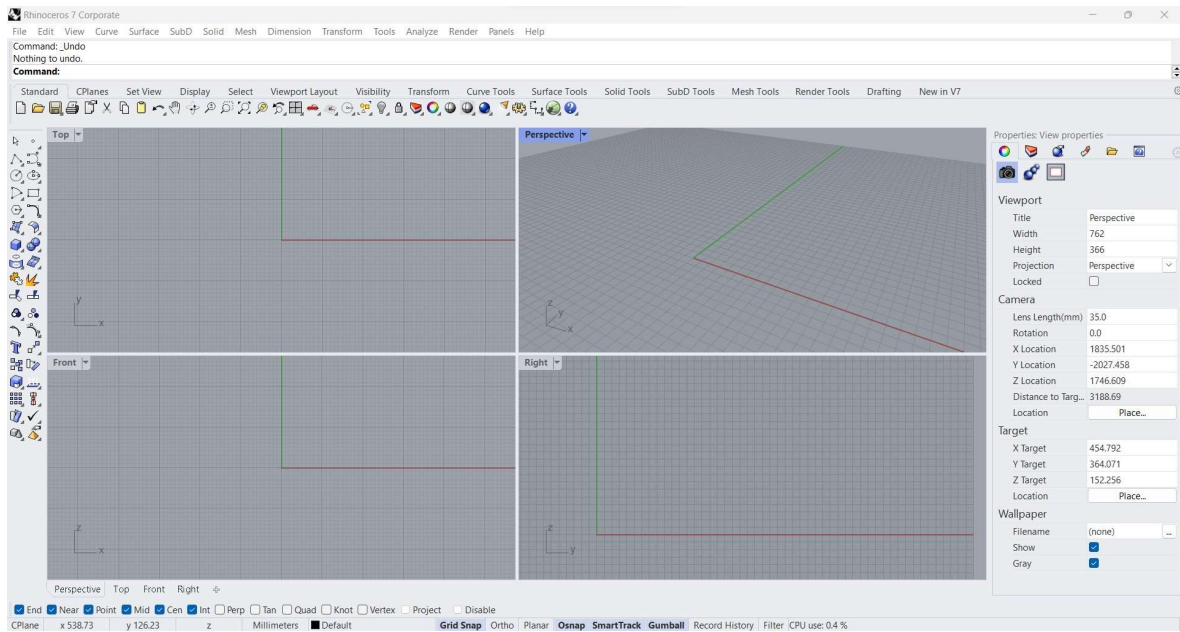 Rhinoceros 7 Corporate
File Edit View Curve Surface SubD Solid Mesh Dimension Transform Tools Analyze Render Panels Help
Command: _Undo
Nothing to undo.
Command:
Standard CPlanes Set View Display Select Viewport Layout Visibility Transform Curve Tools Surface Tools Solid Tools SubD Tools Mesh Tools Render Tools Drafting New in V7
Top
y
x
Perspective
z
y
x
Front
z
x
Right
z
y
Properties: View properties
Viewport
Title Perspective
Width 762
Height 366
Projection Perspective
Locked
Camera
Lens Length(mm) 35.0
Rotation 0.0
X Location 1835.501
Y Location -2027.458
Z Location 1746.609
Distance to Targ... 3188.69
Location Place...
Target
X Target 454.792
Y Target 364.071
Z Target 152.256
Location Place...
Wallpaper
Filename (none) ...
Show
Gray
Perspective Top Front Right
End Near Point Mid Cen Int Perp Tan Quad Knot Vertex Project Disable
CPlane x 538.73 y 126.23 z Millimeters Default Grid Snap Ortho Planar Osnap SmartTrack Gumball Record History Filter CPU use: 0.4 %